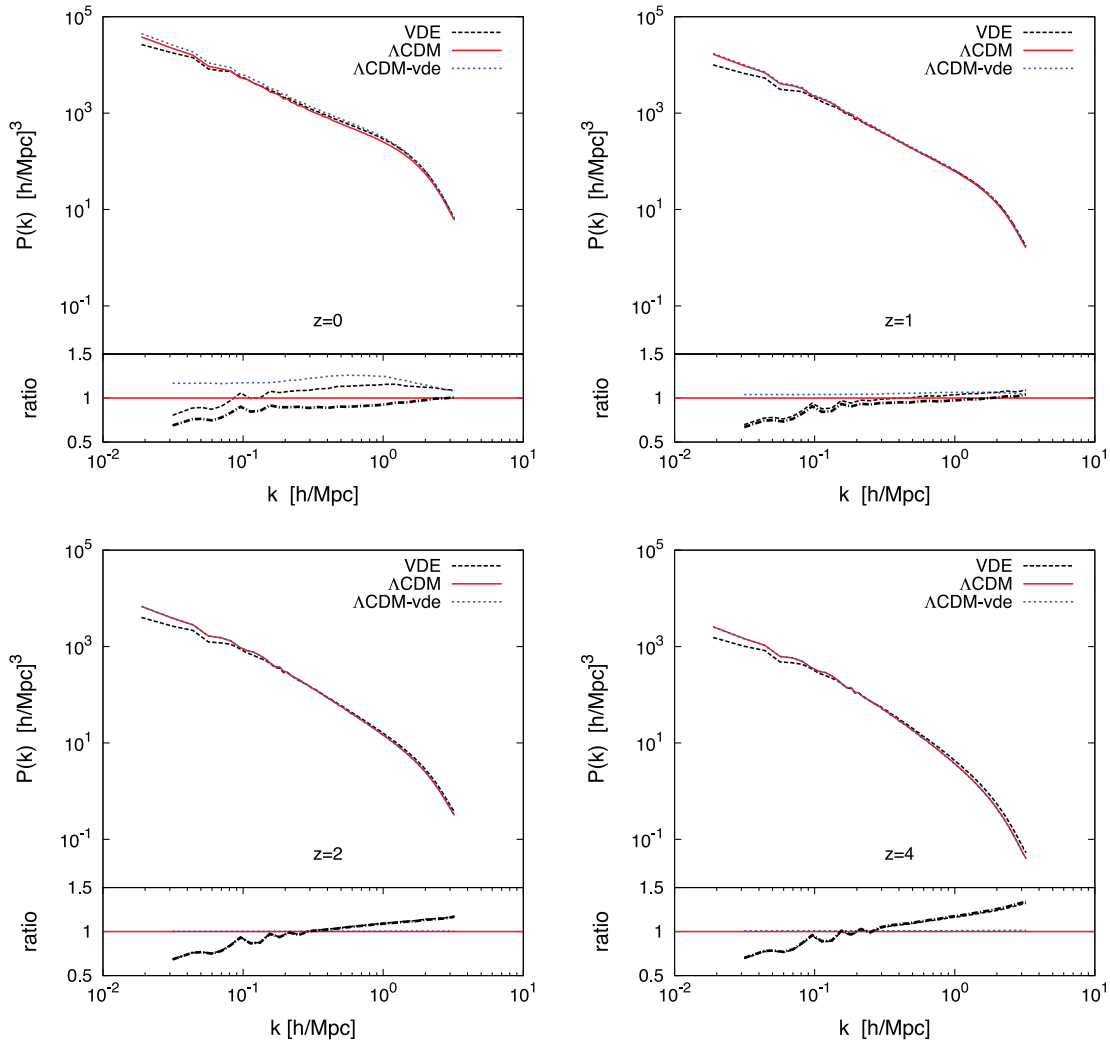 10^5
10^3
10^1
10^-1
P(k) [h/Mpc]^3
VDE
ΛCDM
ΛCDM-vde
z=0
1.5
1
0.5
ratio
10^-2 10^-1 10^0 10^1
k [h/Mpc]
10^5
10^3
10^1
10^-1
P(k) [h/Mpc]^3
VDE
ΛCDM
ΛCDM-vde
z=1
1.5
1
0.5
ratio
10^-2 10^-1 10^0 10^1
k [h/Mpc]
10^5
10^3
10^1
10^-1
P(k) [h/Mpc]^3
VDE
ΛCDM
ΛCDM-vde
z=2
1.5
1
0.5
ratio
10^-2 10^-1 10^0 10^1
k [h/Mpc]
10^5
10^3
10^1
10^-1
P(k) [h/Mpc]^3
VDE
ΛCDM
ΛCDM-vde
z=4
1.5
1
0.5
ratio
10^-2 10^-1 10^0 10^1
k [h/Mpc]